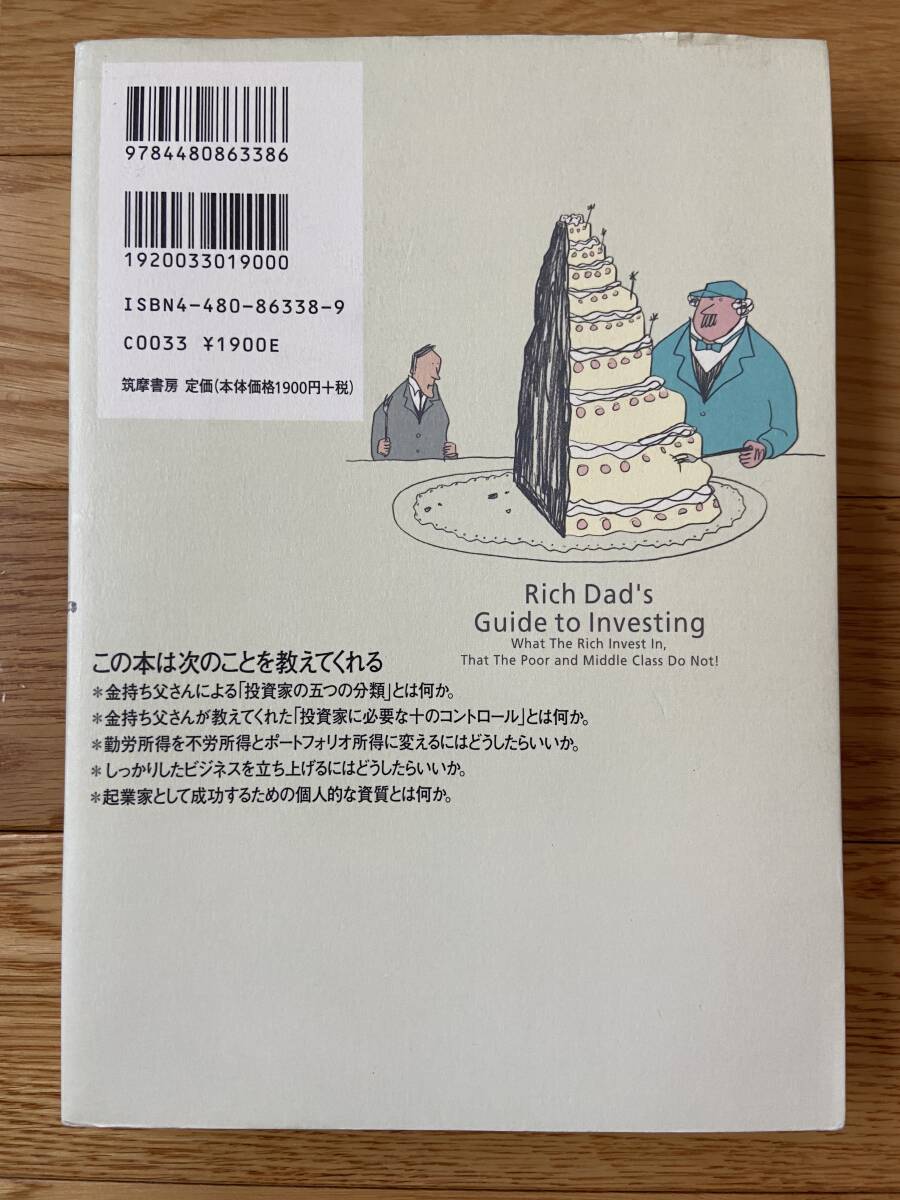 9784480863386
1920033019000
ISBN4-480-86338-9
C0033 ¥1900E
筑摩書房 定価(本体価格1900円+税)
Rich Dad's
Guide to Investing
What The Rich Invest In,
That The Poor and Middle Class Do Not!
この本は次のことを教えてくれる
＊金持ち父さんによる「投資家の五つの分類」とは何か。
＊金持ち父さんが教えてくれた「投資家に必要な十のコントロール」とは何か。
＊勤労所得を不労所得とポートフォリオ所得に変えるにはどうしたらいいか。
＊しっかりしたビジネスを立ち上げるにはどうしたらいいか。
＊起業家として成功するための個人的な資質とは何か。